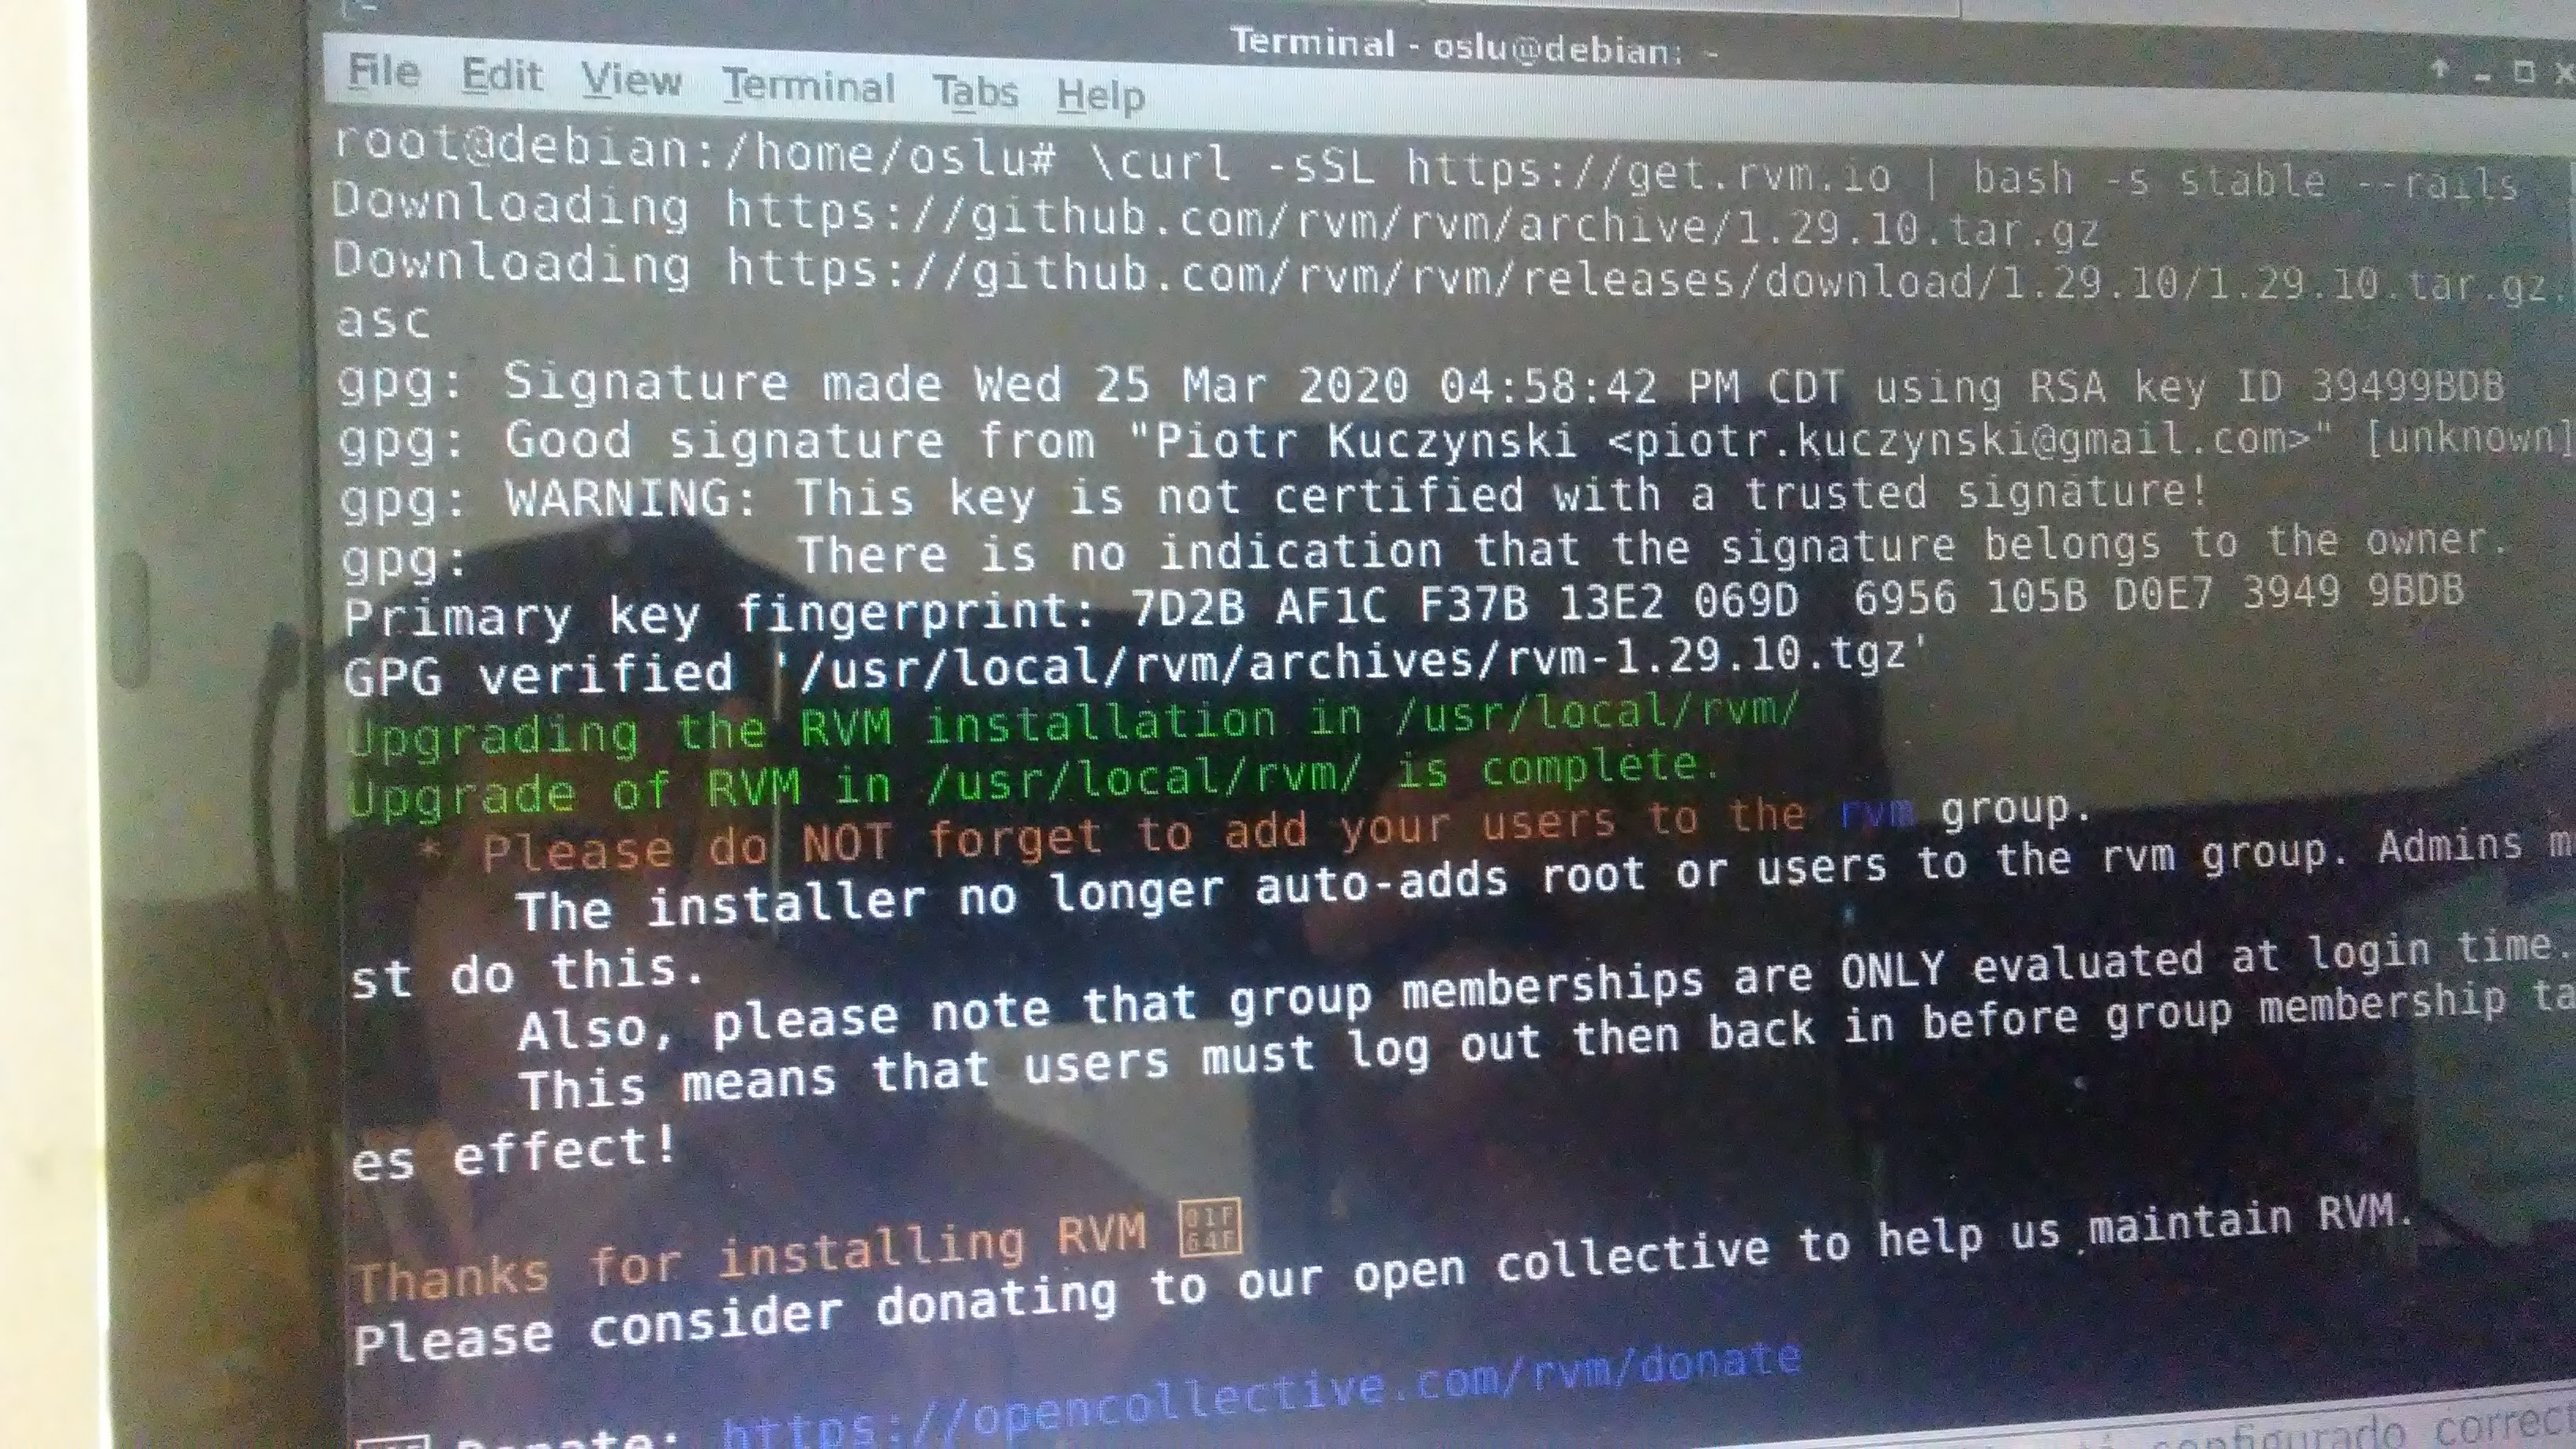 Terminal - oslu@debian: ~
File Edit View Terminal Tabs Help
root@debian:/home/oslu# \curl -sSL https://get.rvm.io | bash -s stable --rails
Downloading https://github.com/rvm/rvm/archive/1.29.10.tar.gz
Downloading https://github.com/rvm/rvm/releases/download/1.29.10/1.29.10.tar.gz.
asc
gpg: Signature made Wed 25 Mar 2020 04:58:42 PM CDT using RSA key ID 39499BDB
gpg: Good signature from "Piotr Kuczynski <piotr.kuczynski@gmail.com>" [unknown]
gpg: WARNING: This key is not certified with a trusted signature!
gpg:          There is no indication that the signature belongs to the owner.
Primary key fingerprint: 7D2B AF1C F37B 13E2 069D  6956 105B D0E7 3949 9BDB
GPG verified '/usr/local/rvm/archives/rvm-1.29.10.tgz'
Upgrading the RVM installation in /usr/local/rvm/
Upgrade of RVM in /usr/local/rvm/ is complete.
* Please do NOT forget to add your users to the rvm group.
The installer no longer auto-adds root or users to the rvm group. Admins m
st do this.
Also, please note that group memberships are ONLY evaluated at login time.
This means that users must log out then back in before group membership ta
es effect!
Thanks for installing RVM
Please consider donating to our open collective to help us maintain RVM.
Donate: https://opencollective.com/rvm/donate